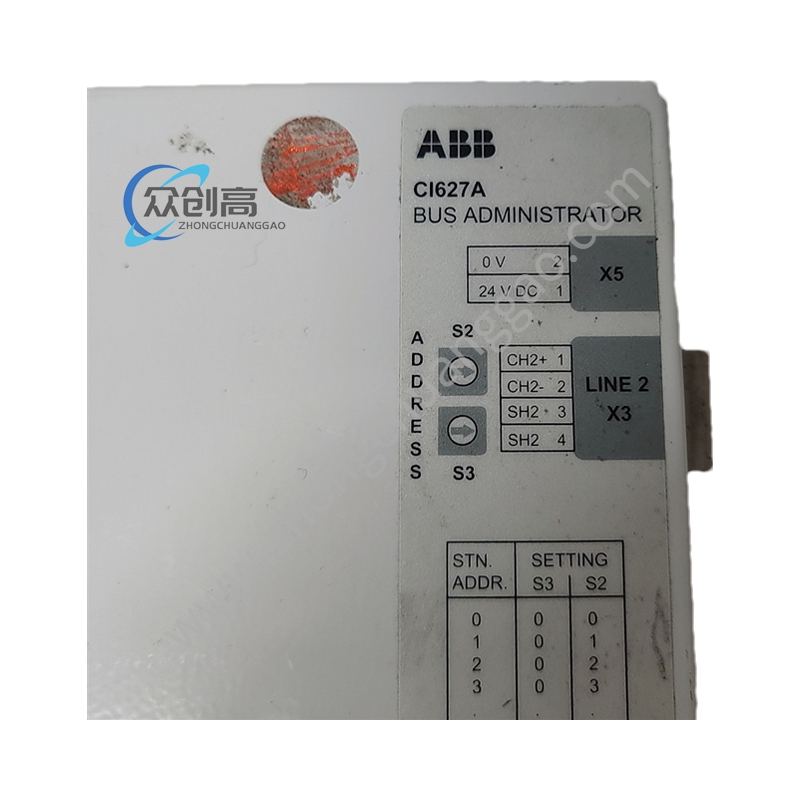 众创高
ZHONGCHUANGGAO
ABB
CI627A
BUS ADMINISTRATOR
0 V 2
24 V DC 1
X5
ADDRESS
S2
S3
CH2+ 1
CH2- 2
SH2 3
SH2 4
LINE 2
X3
STN. ADDR. SETTING
S3 S2
0 0 0
1 0 1
2 0 2
3 0 3